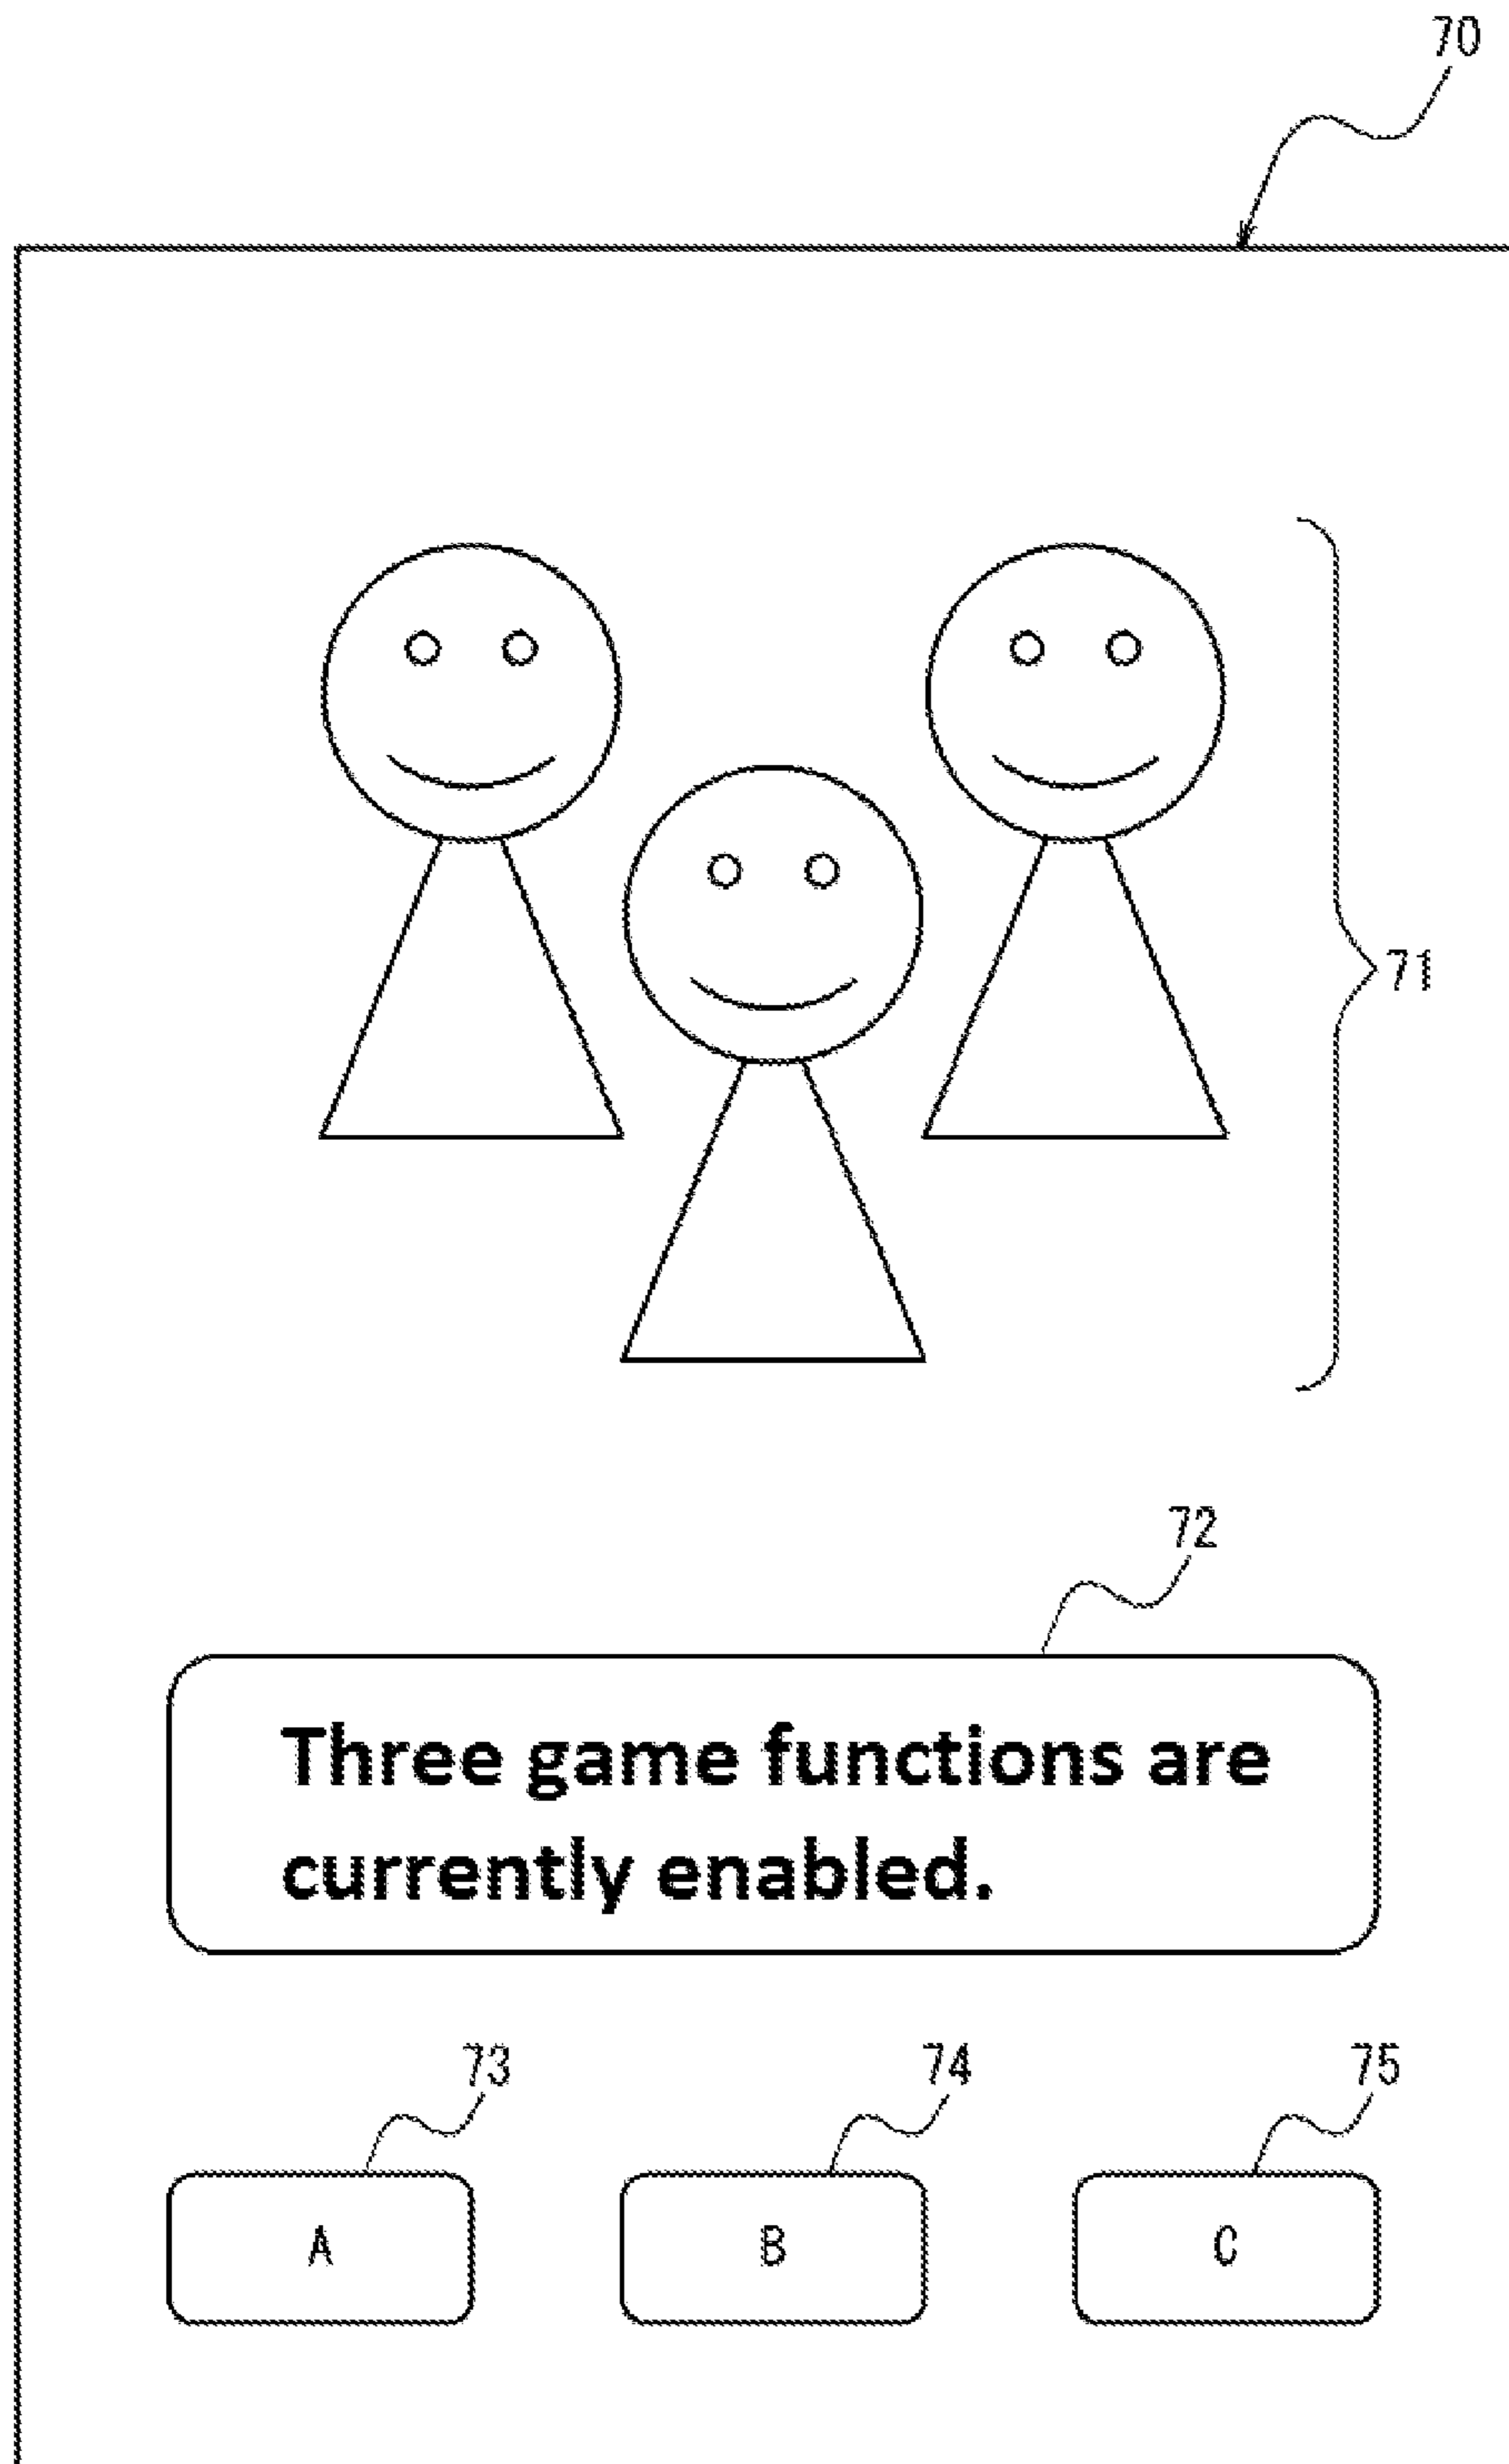 70
71
72
Three game functions are
currently enabled.
73 74 75
A B C